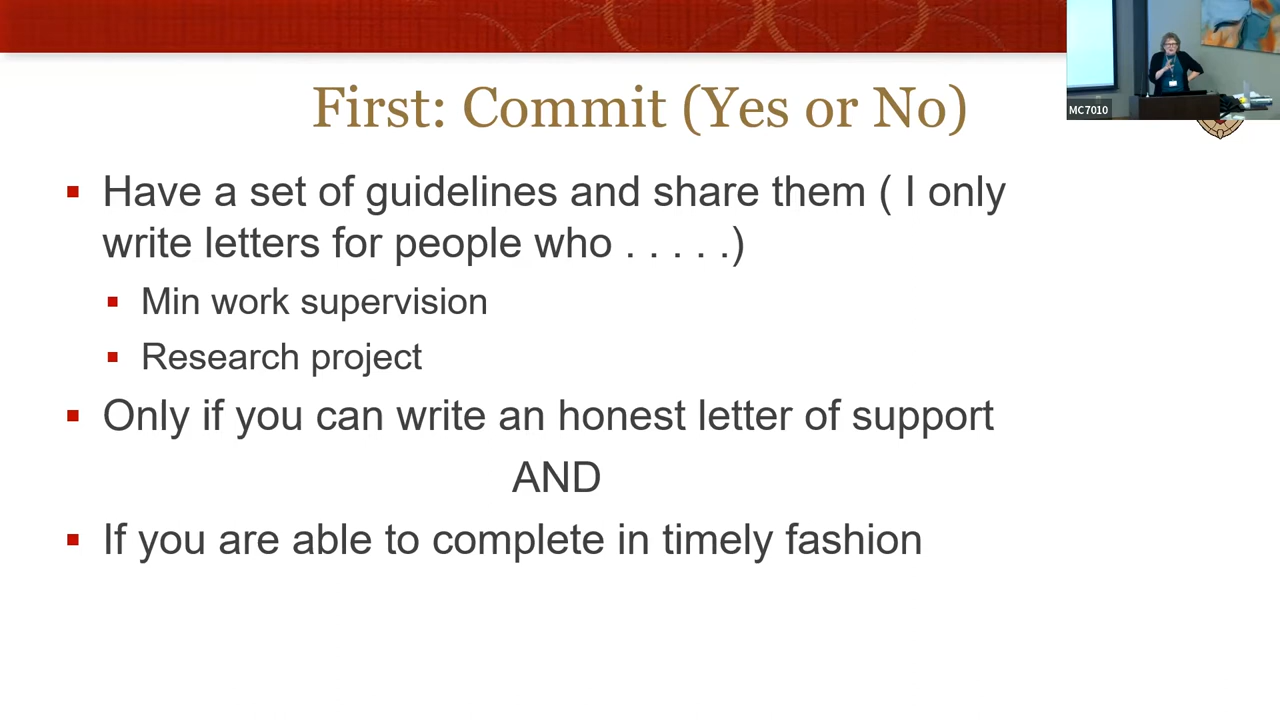 First: Commit (Yes or No)
MC7010
▪ Have a set of guidelines and share them ( I only
write letters for people who . . . . .)
▪ Min work supervision
▪ Research project
▪ Only if you can write an honest letter of support
AND
▪ If you are able to complete in timely fashion